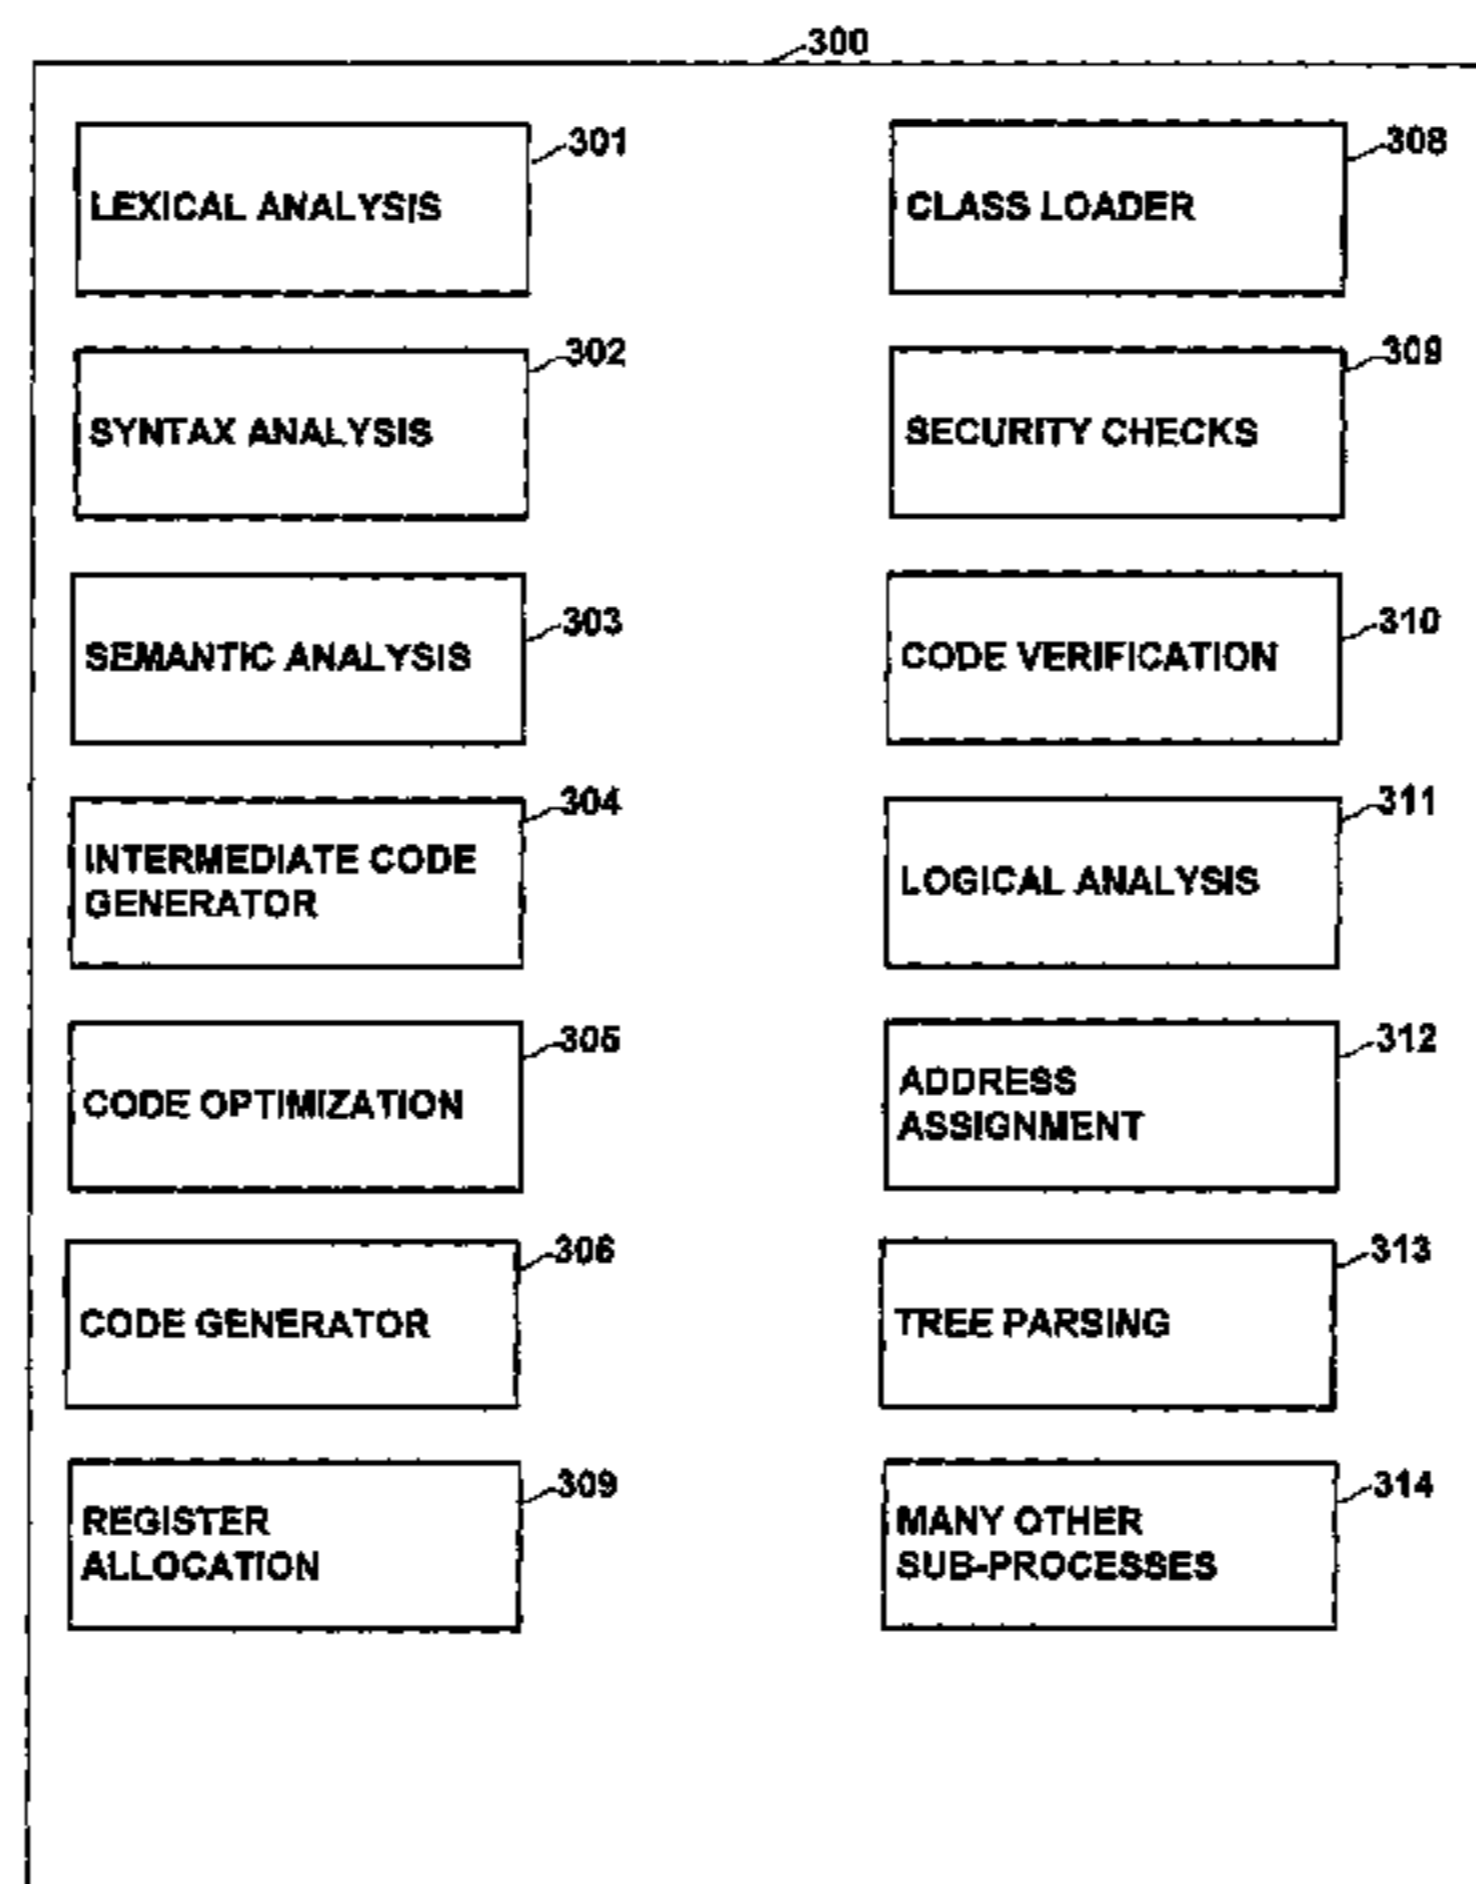 300
301
LEXICAL ANALYSIS
302
SYNTAX ANALYSIS
303
SEMANTIC ANALYSIS
304
INTERMEDIATE CODE
GENERATOR
305
CODE OPTIMIZATION
306
CODE GENERATOR
309
REGISTER
ALLOCATION
308
CLASS LOADER
309
SECURITY CHECKS
310
CODE VERIFICATION
311
LOGICAL ANALYSIS
312
ADDRESS
ASSIGNMENT
313
TREE PARSING
314
MANY OTHER
SUB-PROCESSES